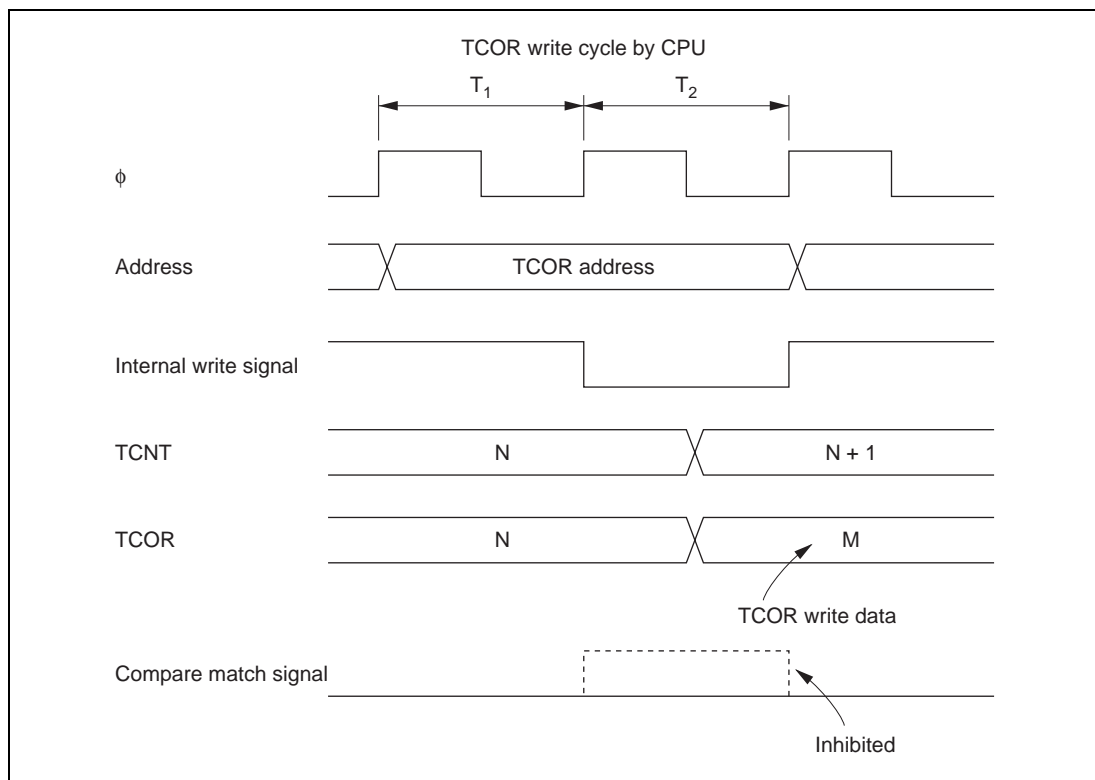 TCOR write cycle by CPU
T1 T2
ϕ
Address TCOR address
Internal write signal
TCNT N N + 1
TCOR N M
TCOR write data
Compare match signal
Inhibited